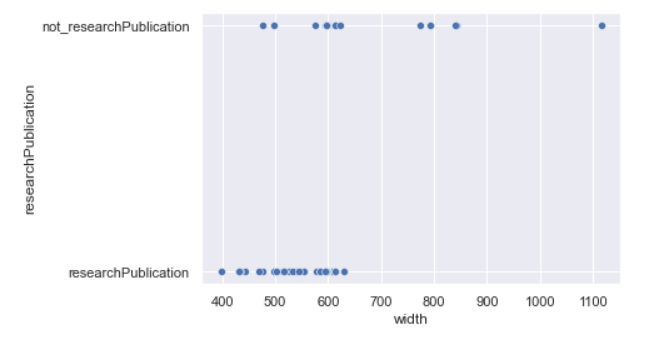 not_researchPublication
researchPublication
researchPublication
400 500 600 700 800 900 1000 1100
width